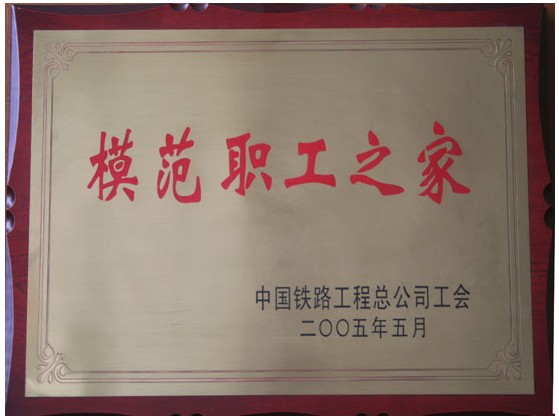 模范职工之家
中国铁路工程总公司工会
二〇〇五年五月